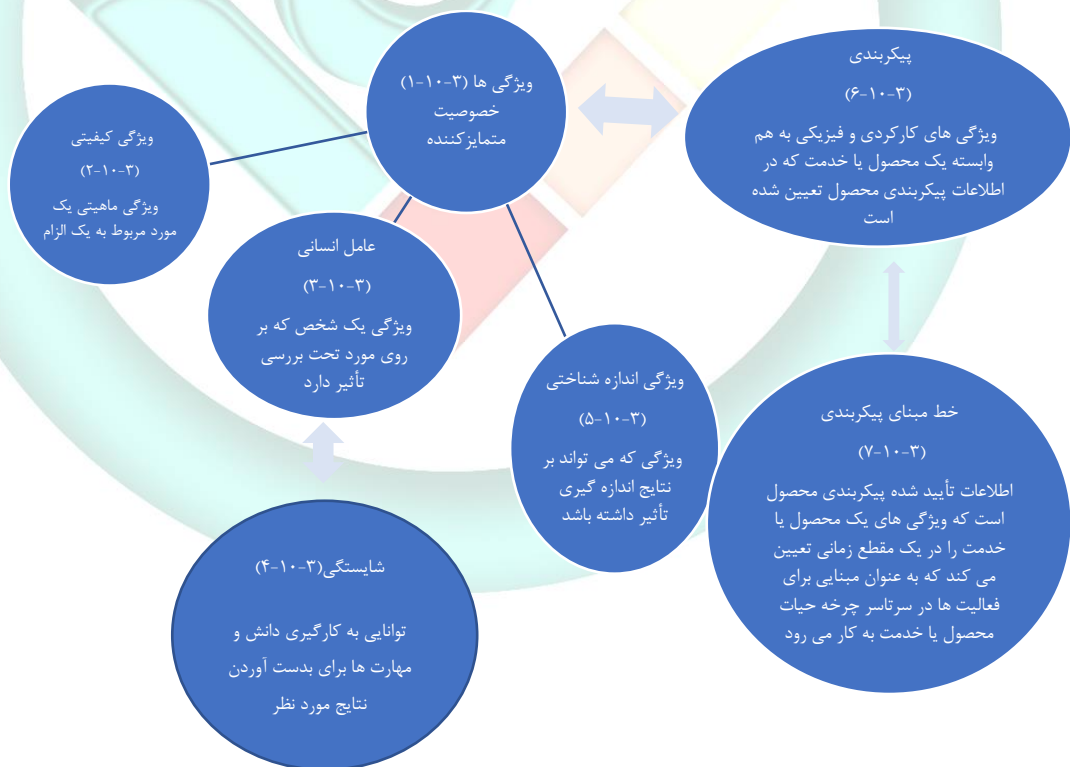 ویژگی ها (۳-۱۰-۱)
خصوصیت
متمایزکننده
پیکربندی
(۳-۱۰-۶)
ویژگی های کارکردی و فیزیکی به هم
وابسته یک محصول یا خدمت که در
اطلاعات پیکربندی محصول تعیین شده
است
ویژگی کیفیتی
(۳-۱۰-۲)
ویژگی ماهیتی یک
مورد مربوط به یک الزام
عامل انسانی
(۳-۱۰-۳)
ویژگی یک شخص که بر
روی مورد تحت بررسی
تأثیر دارد
ویژگی اندازه شناختی
(۳-۱۰-۵)
ویژگی که می تواند بر
نتایج اندازه گیری
تأثیر داشته باشد
خط مبنای پیکربندی
(۳-۱۰-۷)
اطلاعات تأیید شده پیکربندی محصول
است که ویژگی های یک محصول یا
خدمت را در یک مقطع زمانی تعیین
می کند که به عنوان مبنایی برای
فعالیت ها در سرتاسر چرخه حیات
محصول یا خدمت به کار می رود
شایستگی(۳-۱۰-۴)
توانایی به کارگیری دانش و
مهارت ها برای بدست آوردن
نتایج مورد نظر